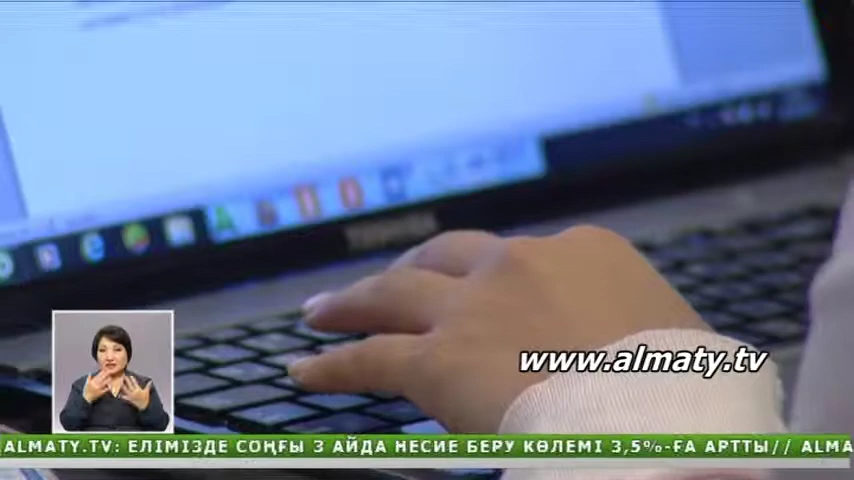 www.almaty.tv
ALMATY.TV: ЕЛІМІЗДЕ СОҢҒЫ 3 АЙДА НЕСИЕ БЕРУ КӨЛЕМІ 3,5%-ҒА АРТТЫ// ALMA